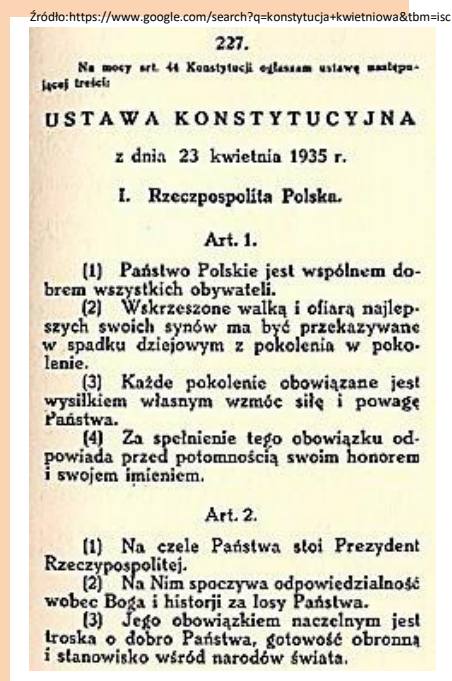 Źródło:https://www.google.com/search?q=konstytucja+kwietniowa&tbm=isc
227.
Na mocy art. 44 Konstytucji ogłaszam ustawę następu-
jącej treści:
USTAWA KONSTYTUCYJNA
z dnia 23 kwietnia 1935 r.
I. Rzeczpospolita Polska.
Art. 1.
(1) Państwo Polskie jest wspólnem do-
brem wszystkich obywateli.
(2) Wskrzeszone walką i ofiarą najlep-
szych swoich synów ma być przekazywane
w spadku dziejowym z pokolenia w poko-
lenie.
(3) Każde pokolenie obowiązane jest
wysiłkiem własnym wzmóc siłę i powagę
Państwa.
(4) Za spełnienie tego obowiązku od-
powiada przed potomnością swoim honorem
i swojem imieniem.
Art. 2.
(1) Na czele Państwa stoi Prezydent
Rzeczypospolitej.
(2) Na Nim spoczywa odpowiedzialność
wobec Boga i historji za losy Państwa.
(3) Jego obowiązkiem naczelnym jest
troska o dobro Państwa, gotowość obronną
i stanowisko wśród narodów świata.